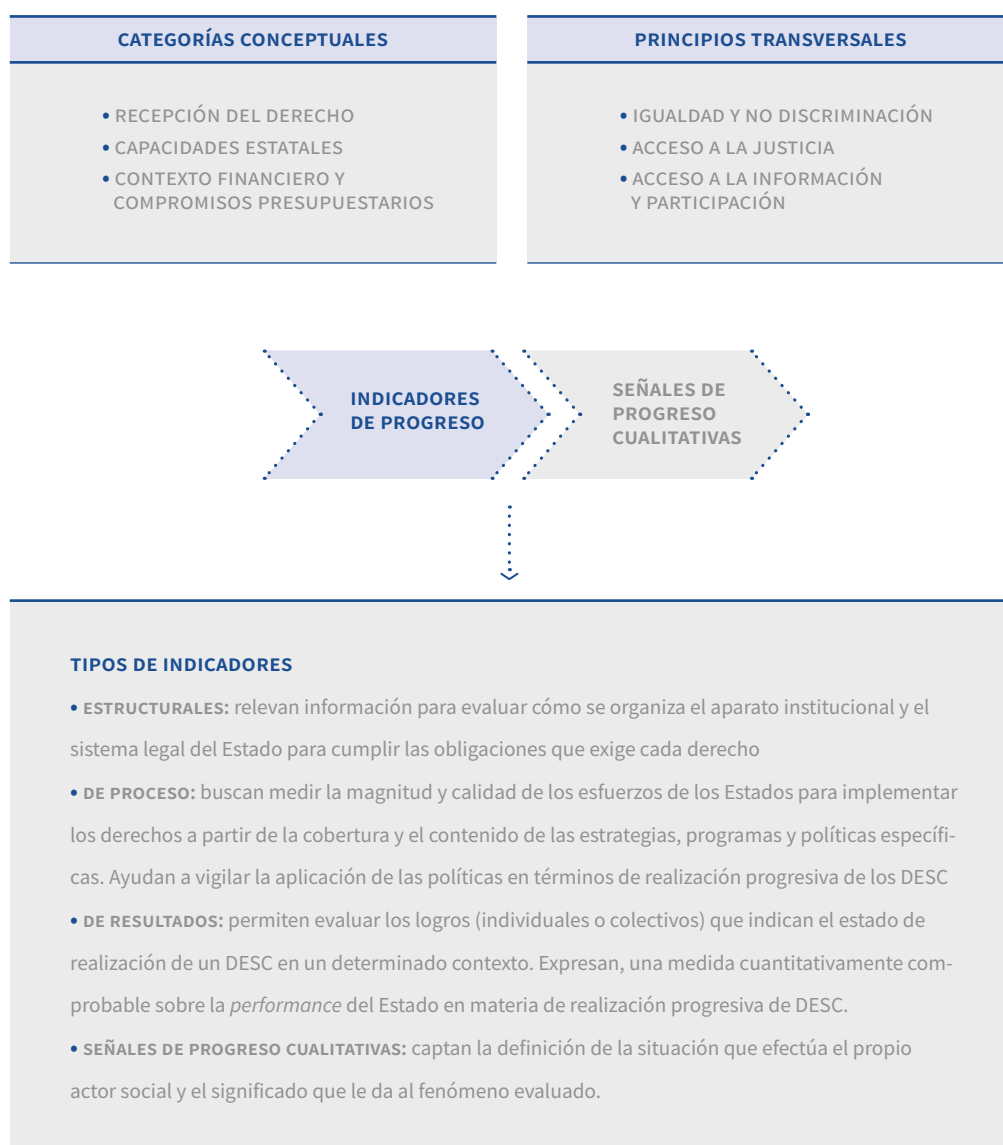 CATEGORÍAS CONCEPTUALES
• RECEPCIÓN DEL DERECHO
• CAPACIDADES ESTATALES
• CONTEXTO FINANCIERO Y
COMPROMISOS PRESUPUESTARIOS
PRINCIPIOS TRANSVERSALES
• IGUALDAD Y NO DISCRIMINACIÓN
• ACCESO A LA JUSTICIA
• ACCESO A LA INFORMACIÓN
Y PARTICIPACIÓN
INDICADORES
DE PROGRESO
SEÑALES DE
PROGRESO
CUALITATIVAS
TIPOS DE INDICADORES
• ESTRUCTURALES: relevan información para evaluar cómo se organiza el aparato institucional y el
sistema legal del Estado para cumplir las obligaciones que exige cada derecho
• DE PROCESO: buscan medir la magnitud y calidad de los esfuerzos de los Estados para implementar
los derechos a partir de la cobertura y el contenido de las estrategias, programas y políticas específi-
cas. Ayudan a vigilar la aplicación de las políticas en términos de realización progresiva de los DESC
• DE RESULTADOS: permiten evaluar los logros (individuales o colectivos) que indican el estado de
realización de un DESC en un determinado contexto. Expresan, una medida cuantitativamente com-
probable sobre la performance del Estado en materia de realización progresiva de DESC.
• SEÑALES DE PROGRESO CUALITATIVAS: captan la definición de la situación que efectúa el propio
actor social y el significado que le da al fenómeno evaluado.